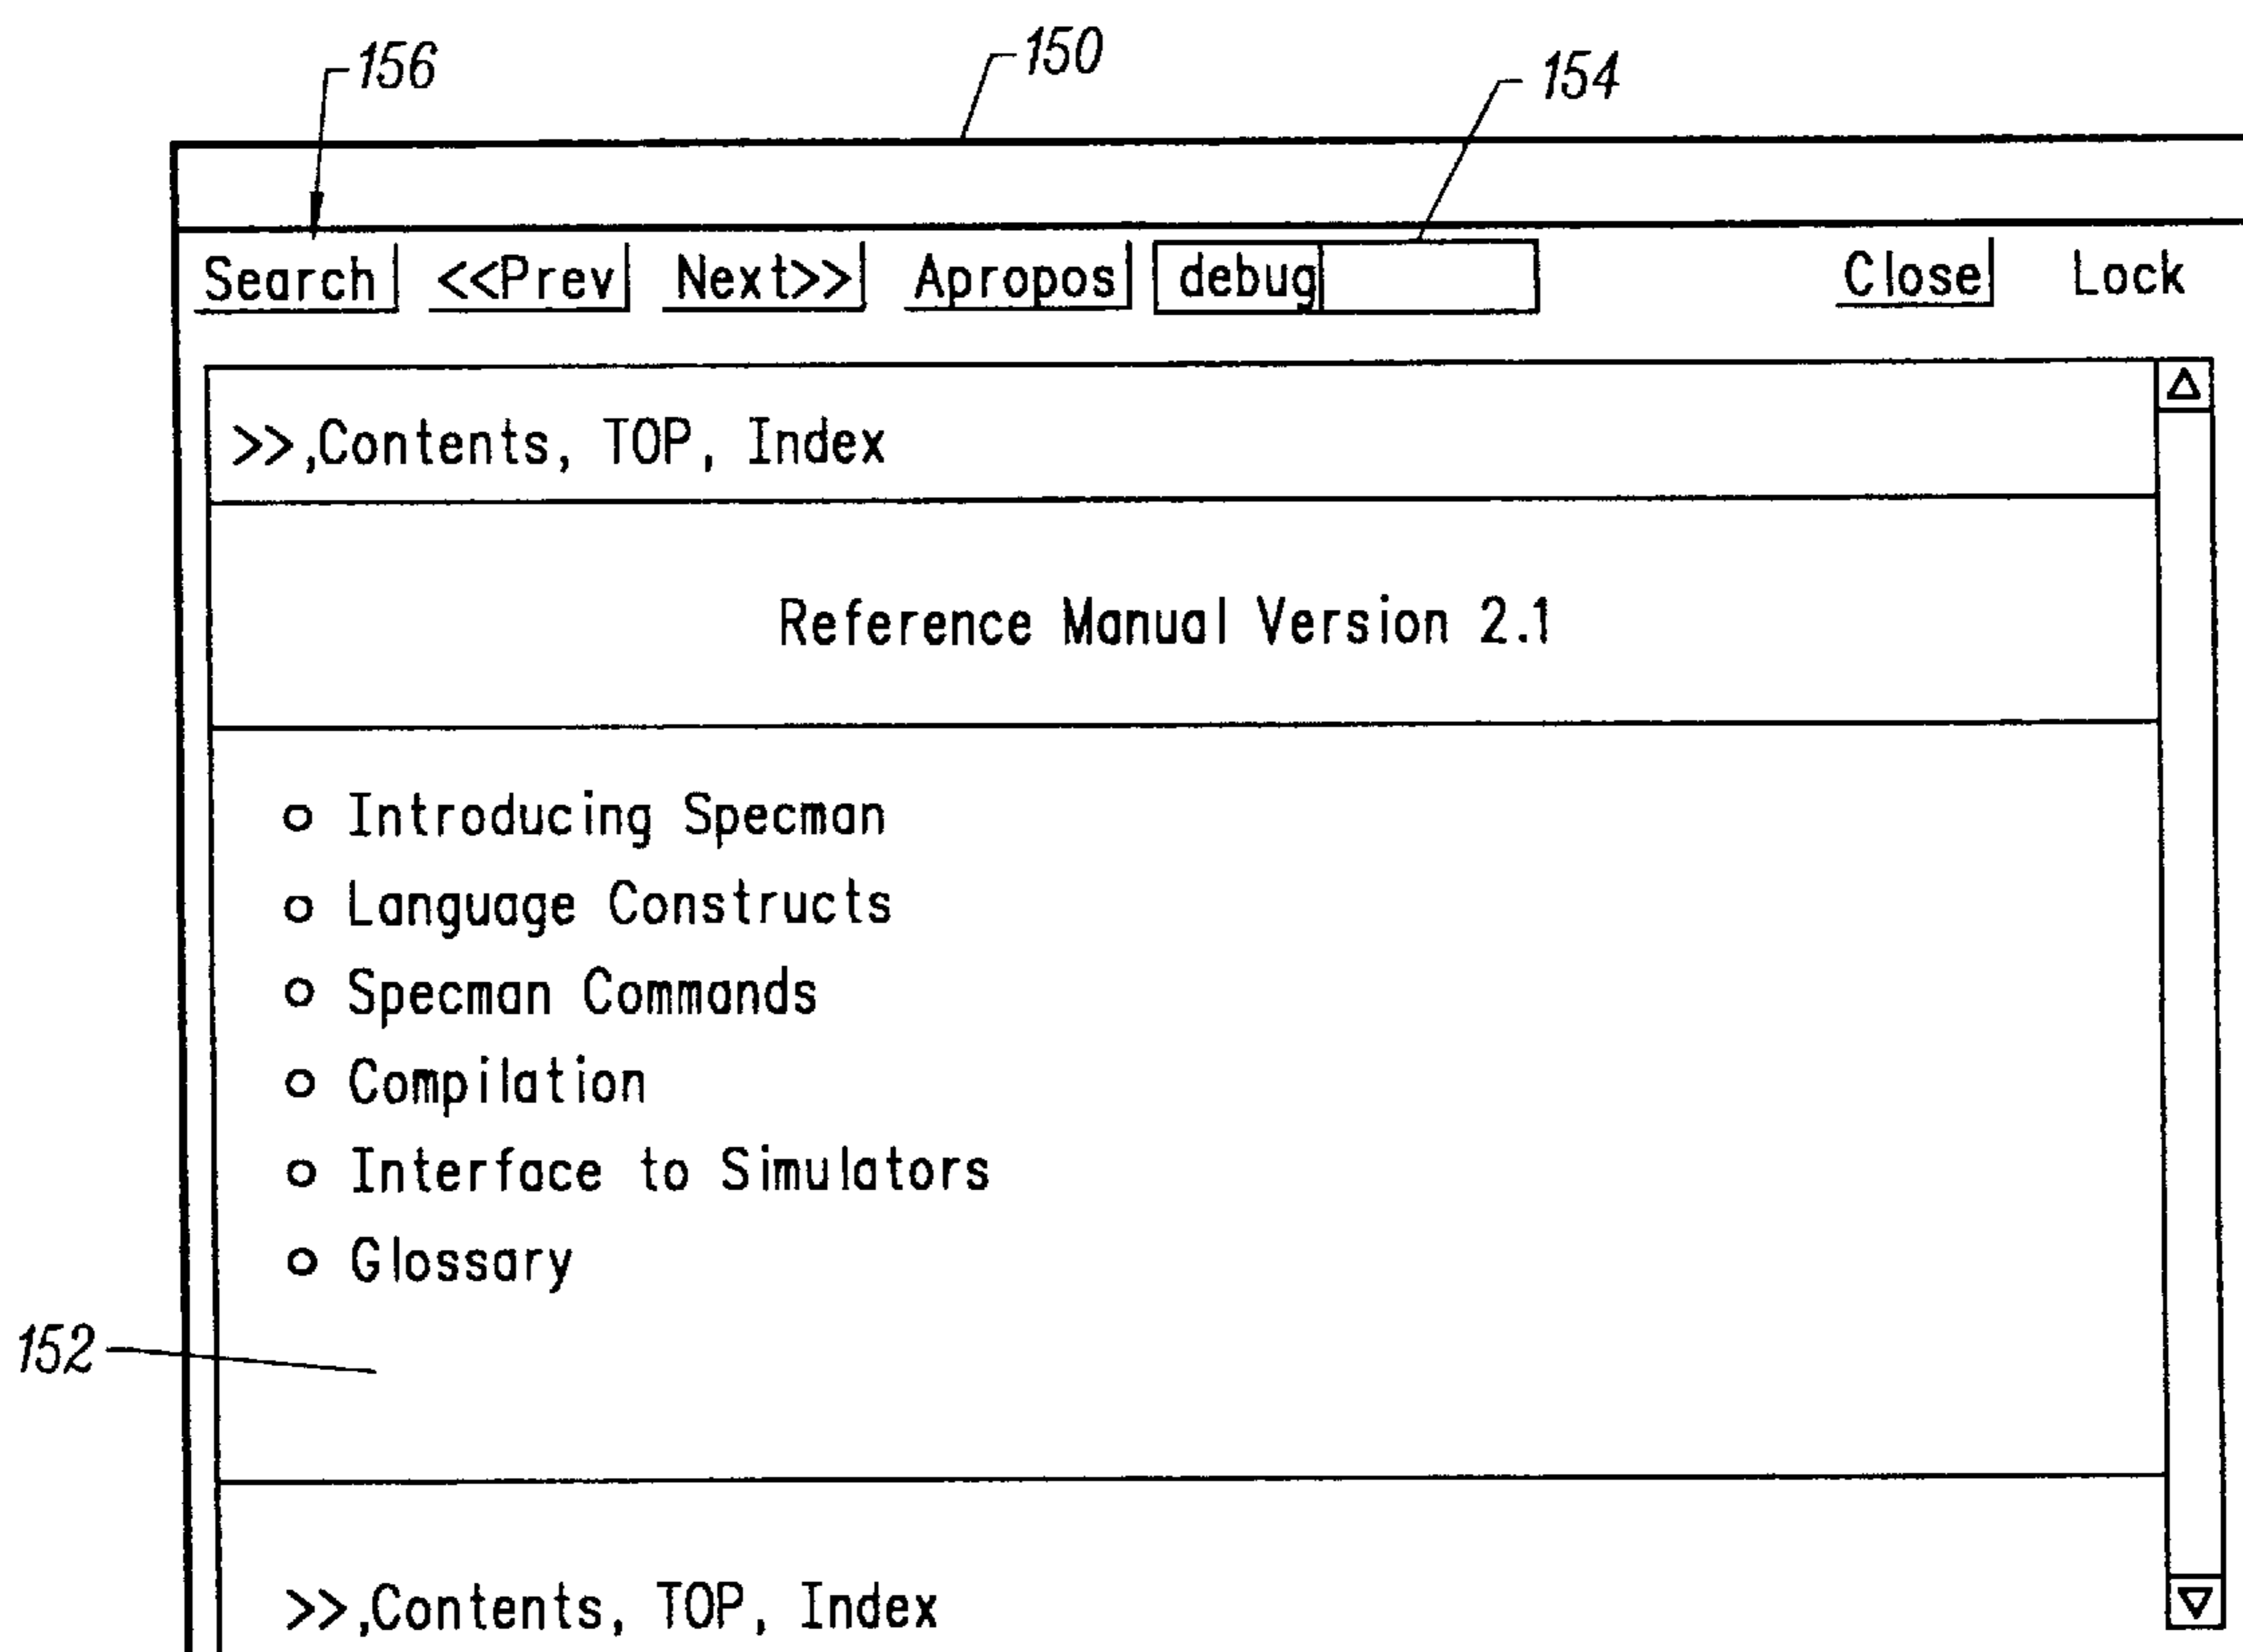 156 150 154
Search <<Prev Next>> Apropos debug Close Lock
>>,Contents, TOP, Index
Reference Manual Version 2.1
o Introducing Specman
o Language Constructs
o Specman Commands
o Compilation
o Interface to Simulators
o Glossary
152
>>,Contents, TOP, Index